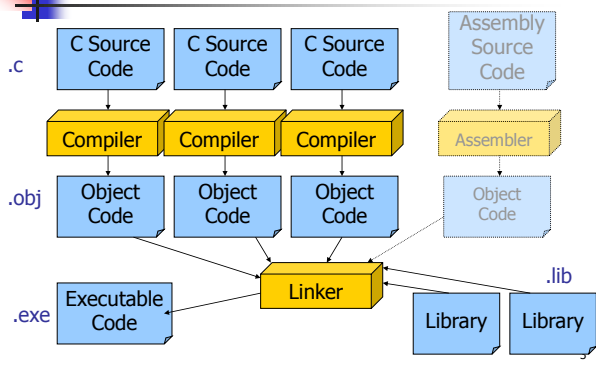 C Source
Code
C Source
Code
C Source
Code
Assembly
Source
Code
.c
Compiler
Compiler
Compiler
Assembler
.obj
Object
Code
Object
Code
Object
Code
Object
Code
Linker
.lib
.exe
Executable
Code
Library
Library